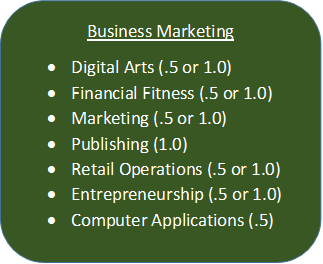 Business Marketing
• Digital Arts (.5 or 1.0)
• Financial Fitness (.5 or 1.0)
• Marketing (.5 or 1.0)
• Publishing (1.0)
• Retail Operations (.5 or 1.0)
• Entrepreneurship (.5 or 1.0)
• Computer Applications (.5)